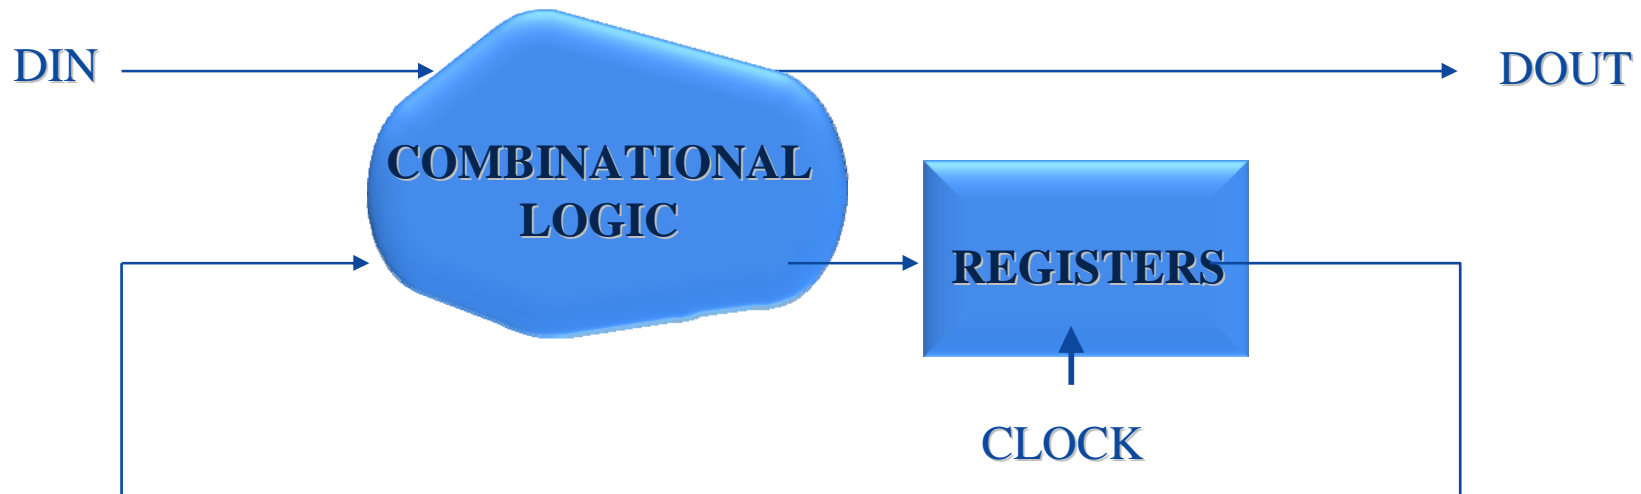 DIN
DOUT
COMBINATIONAL
LOGIC
REGISTERS
CLOCK